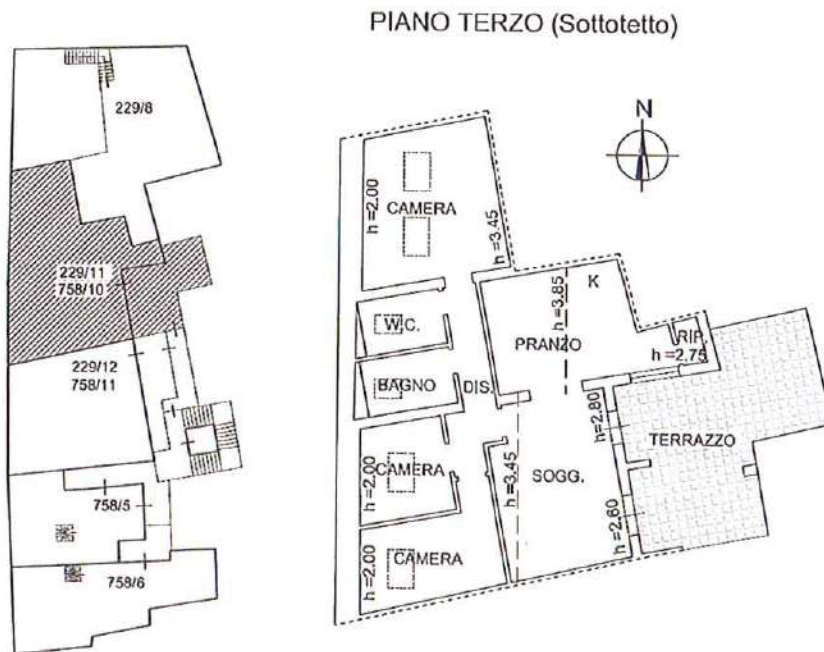 PIANO TERZO (Sottotetto)
229/8
229/11
758/10
229/12
758/11
758/5
758/6
N
h =2.00
CAMERA
h =3.45
W.C.
BAGNO
DIS.
h =3.85
K
PRANZO
RIP.
h =2.75
CAMERA
h =2.00
h =3.45
SOGG.
h =2.80
TERRAZZO
h =2.60
CAMERA
h =2.00